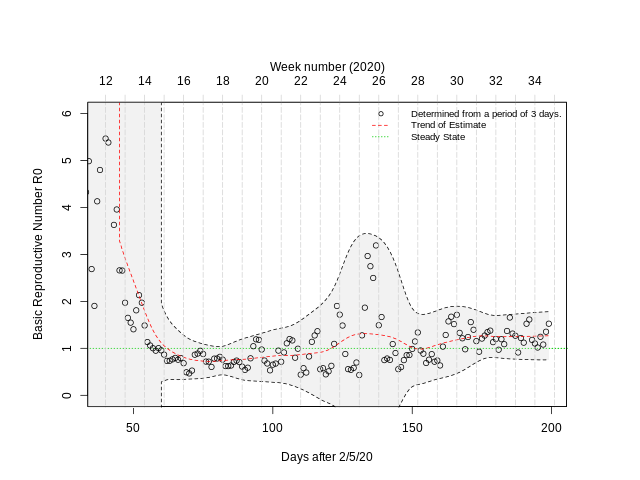 Week number (2020)
12 14 16 18 20 22 24 26 28 30 32 34
Determined from a period of 3 days.
Trend of Estimate
Steady State
Basic Reproductive Number R0
6
5
4
3
2
1
0
50 100 150 200
Days after 2/5/20